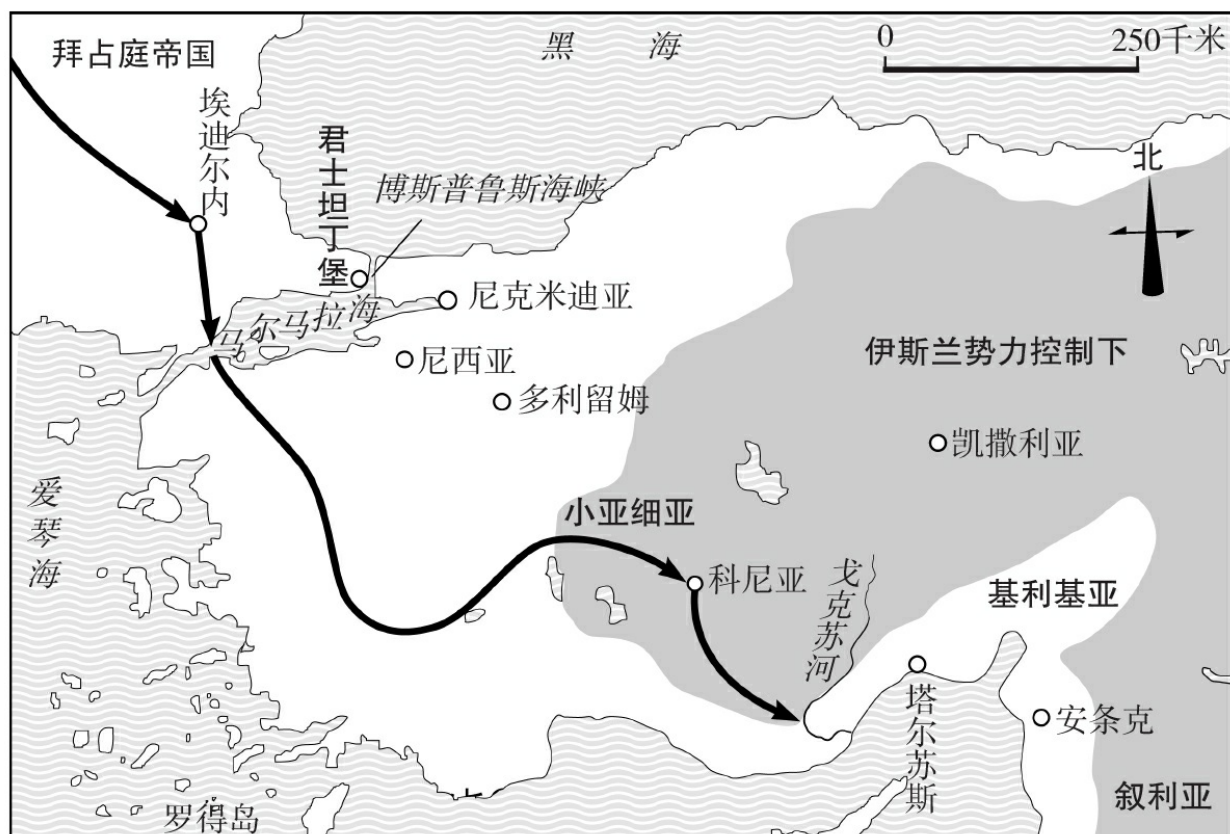 拜占庭帝国
黑海
0
250千米
埃迪尔内
君士坦丁堡
博斯普鲁斯海峡
北
尼克米迪亚
马尔马拉海
尼西亚
伊斯兰势力控制下
多利留姆
凯撒利亚
爱琴海
小亚细亚
科尼亚
戈克苏河
基利基亚
塔尔苏斯
安条克
叙利亚
罗得岛